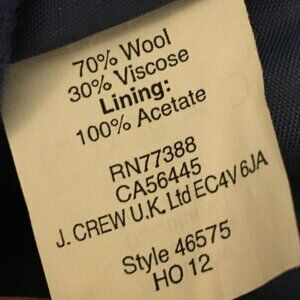 70% Wool
30% Viscose
Lining:
100% Acetate
RN77388
CA56445
J. CREW U.K. Ltd EC4V 6JA
Style 46575
HO 12